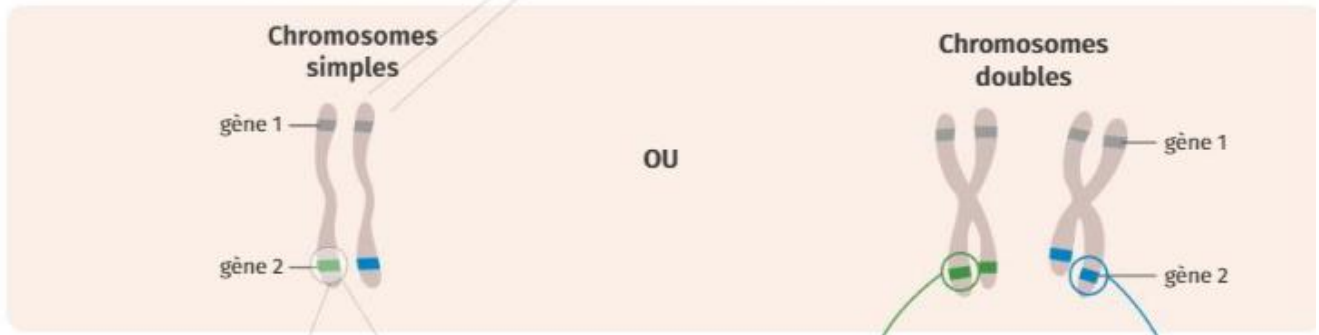 Chromosomes
simples
gène 1
gène 2
OU
Chromosomes
doubles
gène 1
gène 2